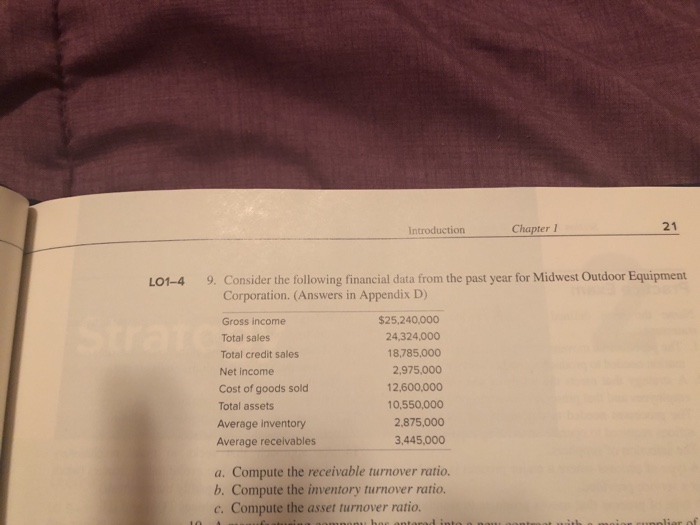 Introduction Chapter 1 21
LO1–4 9. Consider the following financial data from the past year for Midwest Outdoor Equipment
Corporation. (Answers in Appendix D)
Gross income $25,240,000
Total sales 24,324,000
Total credit sales 18,785,000
Net income 2,975,000
Cost of goods sold 12,600,000
Total assets 10,550,000
Average inventory 2,875,000
Average receivables 3,445,000
a. Compute the receivable turnover ratio.
b. Compute the inventory turnover ratio.
c. Compute the asset turnover ratio.